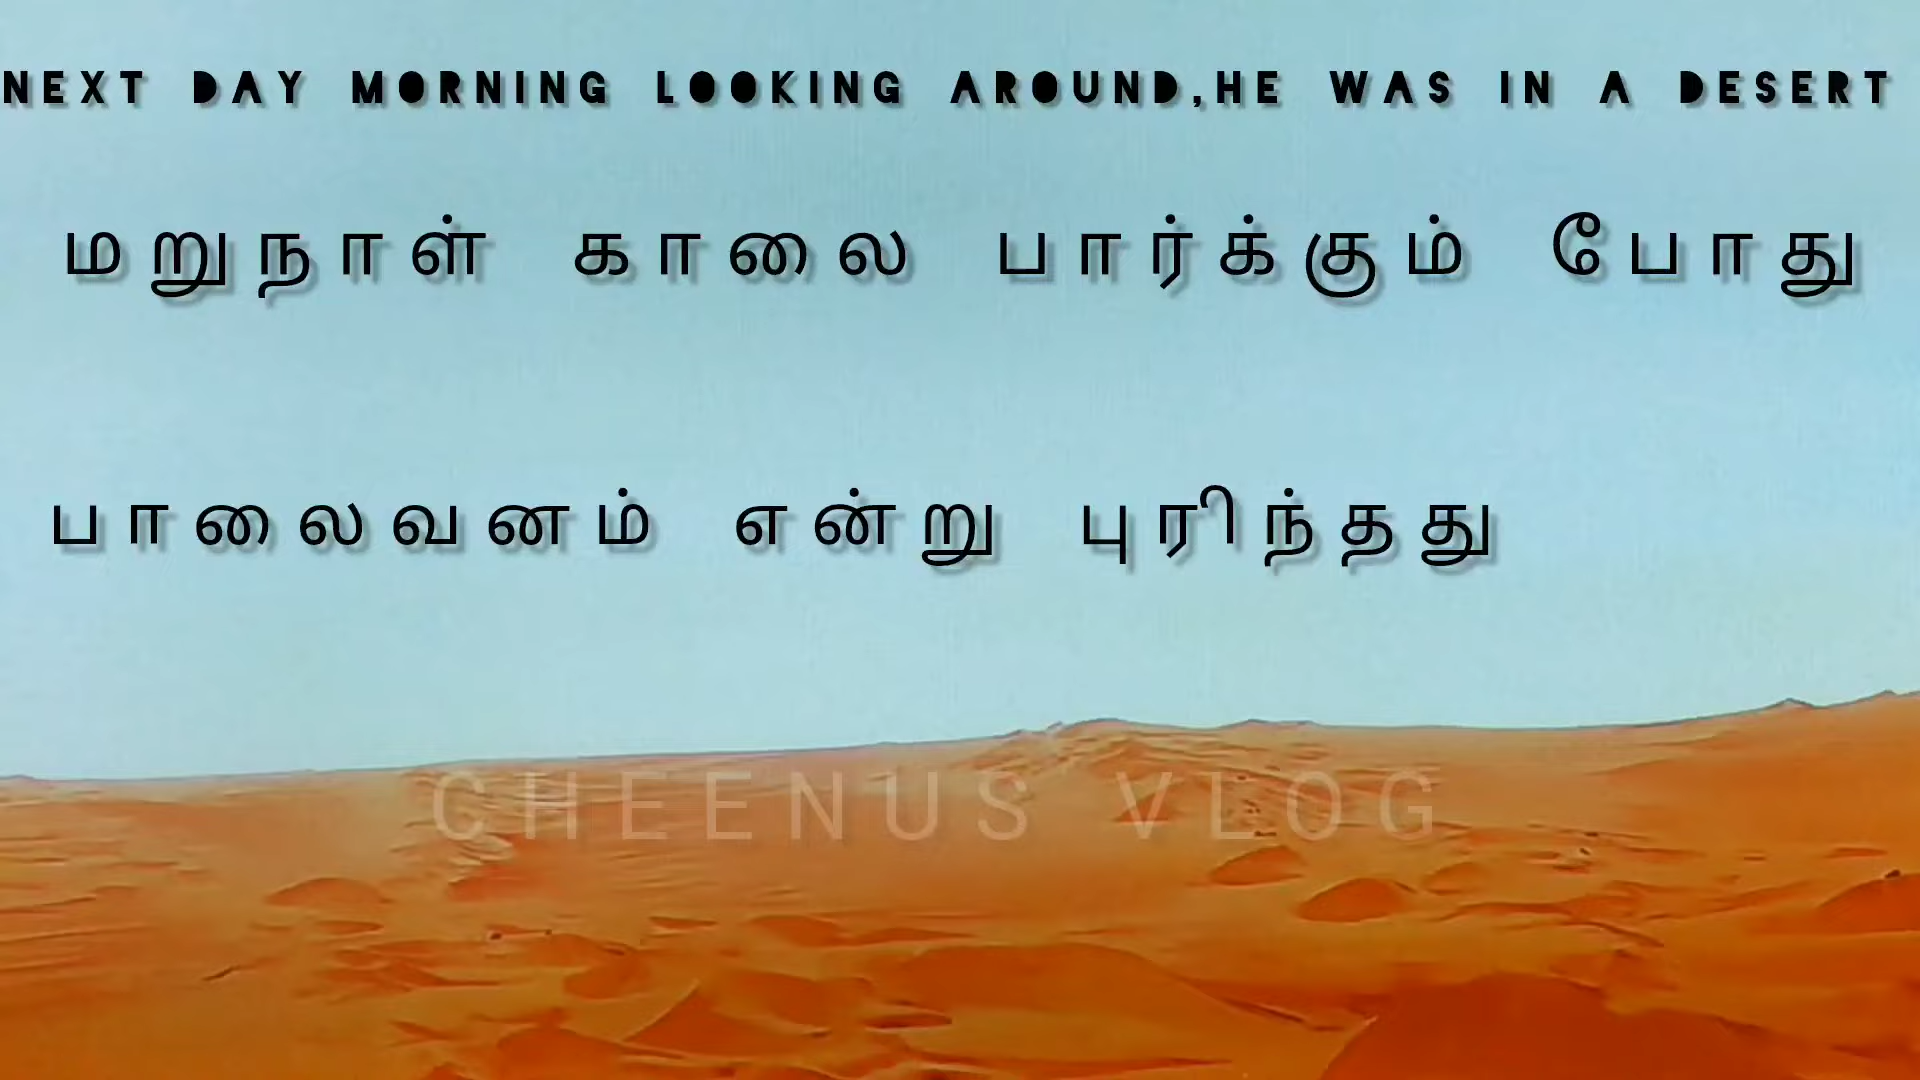 NEXT DAY MORNING LOOKING AROUND,HE WAS IN A DESERT
மறுநாள் காலை பார்க்கும் போது
பாலைவனம் என்று புரிந்தது
CHEENUS VLOG